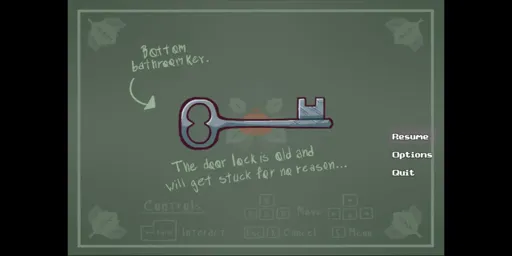 Bottom
bathroom key.
The door lock is old and
will get stuck for no reason...
Resume
Options
Quit
Controls
Interact
Move
Cancel
Menu